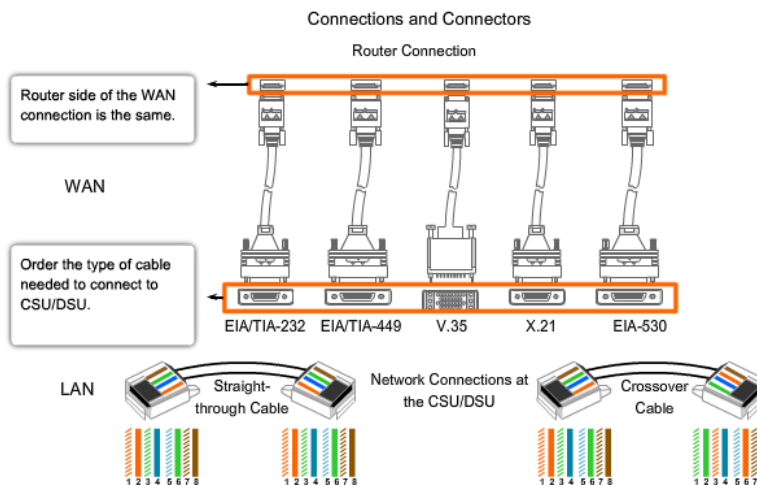 Connections and Connectors
Router Connection
Router side of the WAN
connection is the same.
WAN
Order the type of cable
needed to connect to
CSU/DSU.
EIA/TIA-232 EIA/TIA-449 V.35 X.21 EIA-530
LAN
Straight-
through Cable
Network Connections at
the CSU/DSU
Crossover
Cable
1 2 3 4 5 6 7 8
1 2 3 4 5 6 7 8
1 2 3 4 5 6 7 8
1 2 3 4 5 6 7